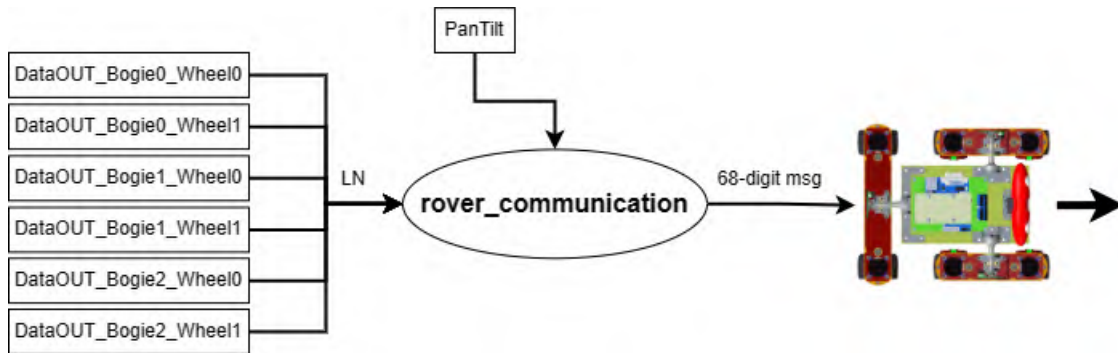 PanTilt
DataOUT_Bogie0_Wheel0
DataOUT_Bogie0_Wheel1
DataOUT_Bogie1_Wheel0
DataOUT_Bogie1_Wheel1
DataOUT_Bogie2_Wheel0
DataOUT_Bogie2_Wheel1
LN
rover_communication
68-digit msg